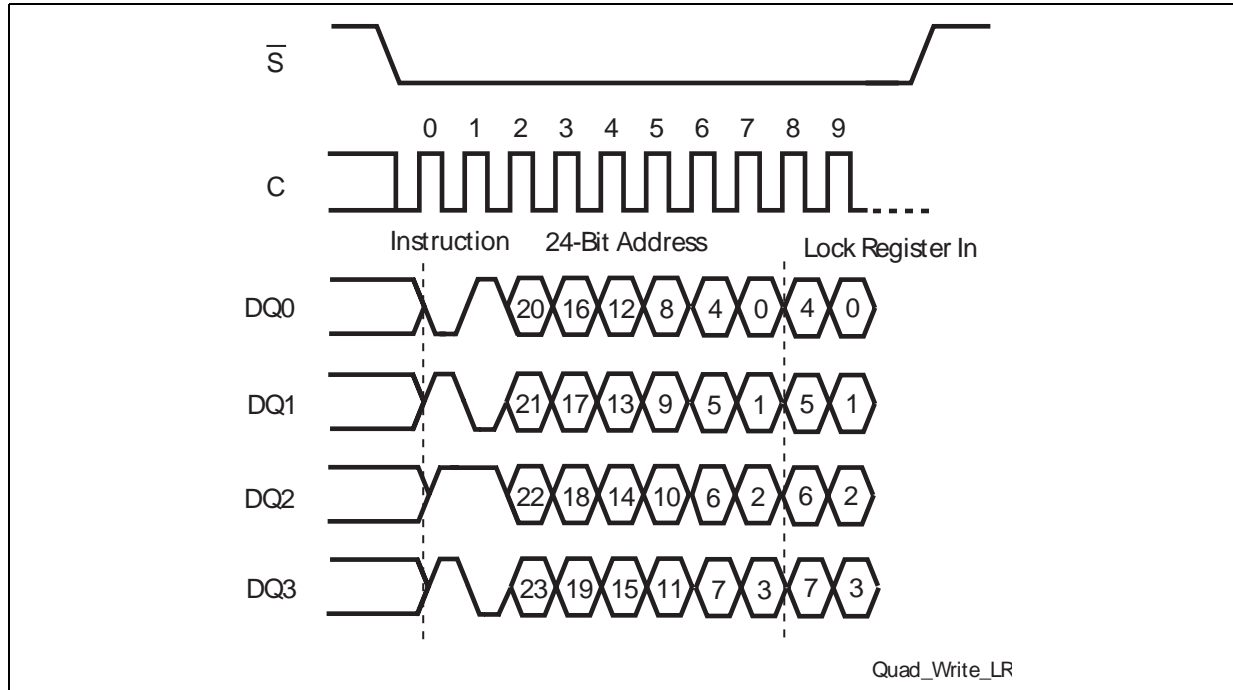 S̅
0 1 2 3 4 5 6 7 8 9
C
Instruction 24-Bit Address Lock Register In
DQ0 20 16 12 8 4 0 4 0
DQ1 21 17 13 9 5 1 5 1
DQ2 22 18 14 10 6 2 6 2
DQ3 23 19 15 11 7 3 7 3
Quad_Write_LR